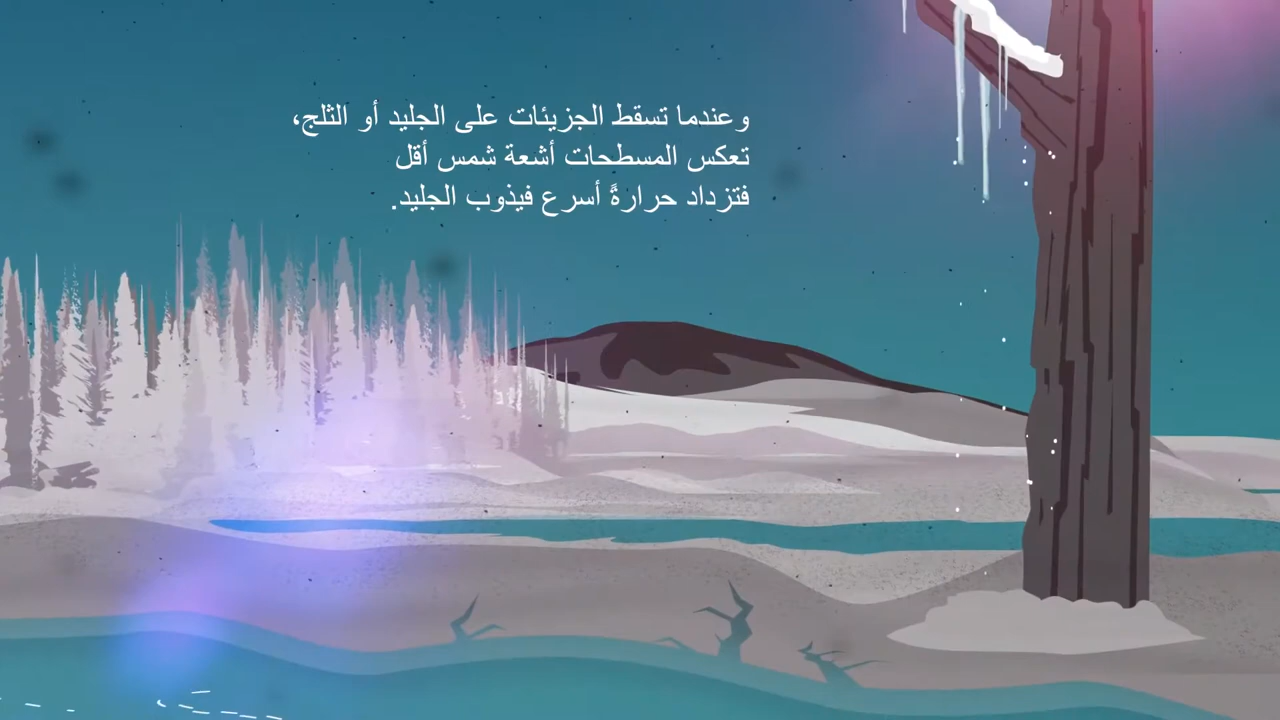 وعندما تسقط الجزيئات على الجليد أو الثلج،
تعكس المسطحات أشعة شمس أقل
فتزداد حرارةً أسرع فيذوب الجليد.